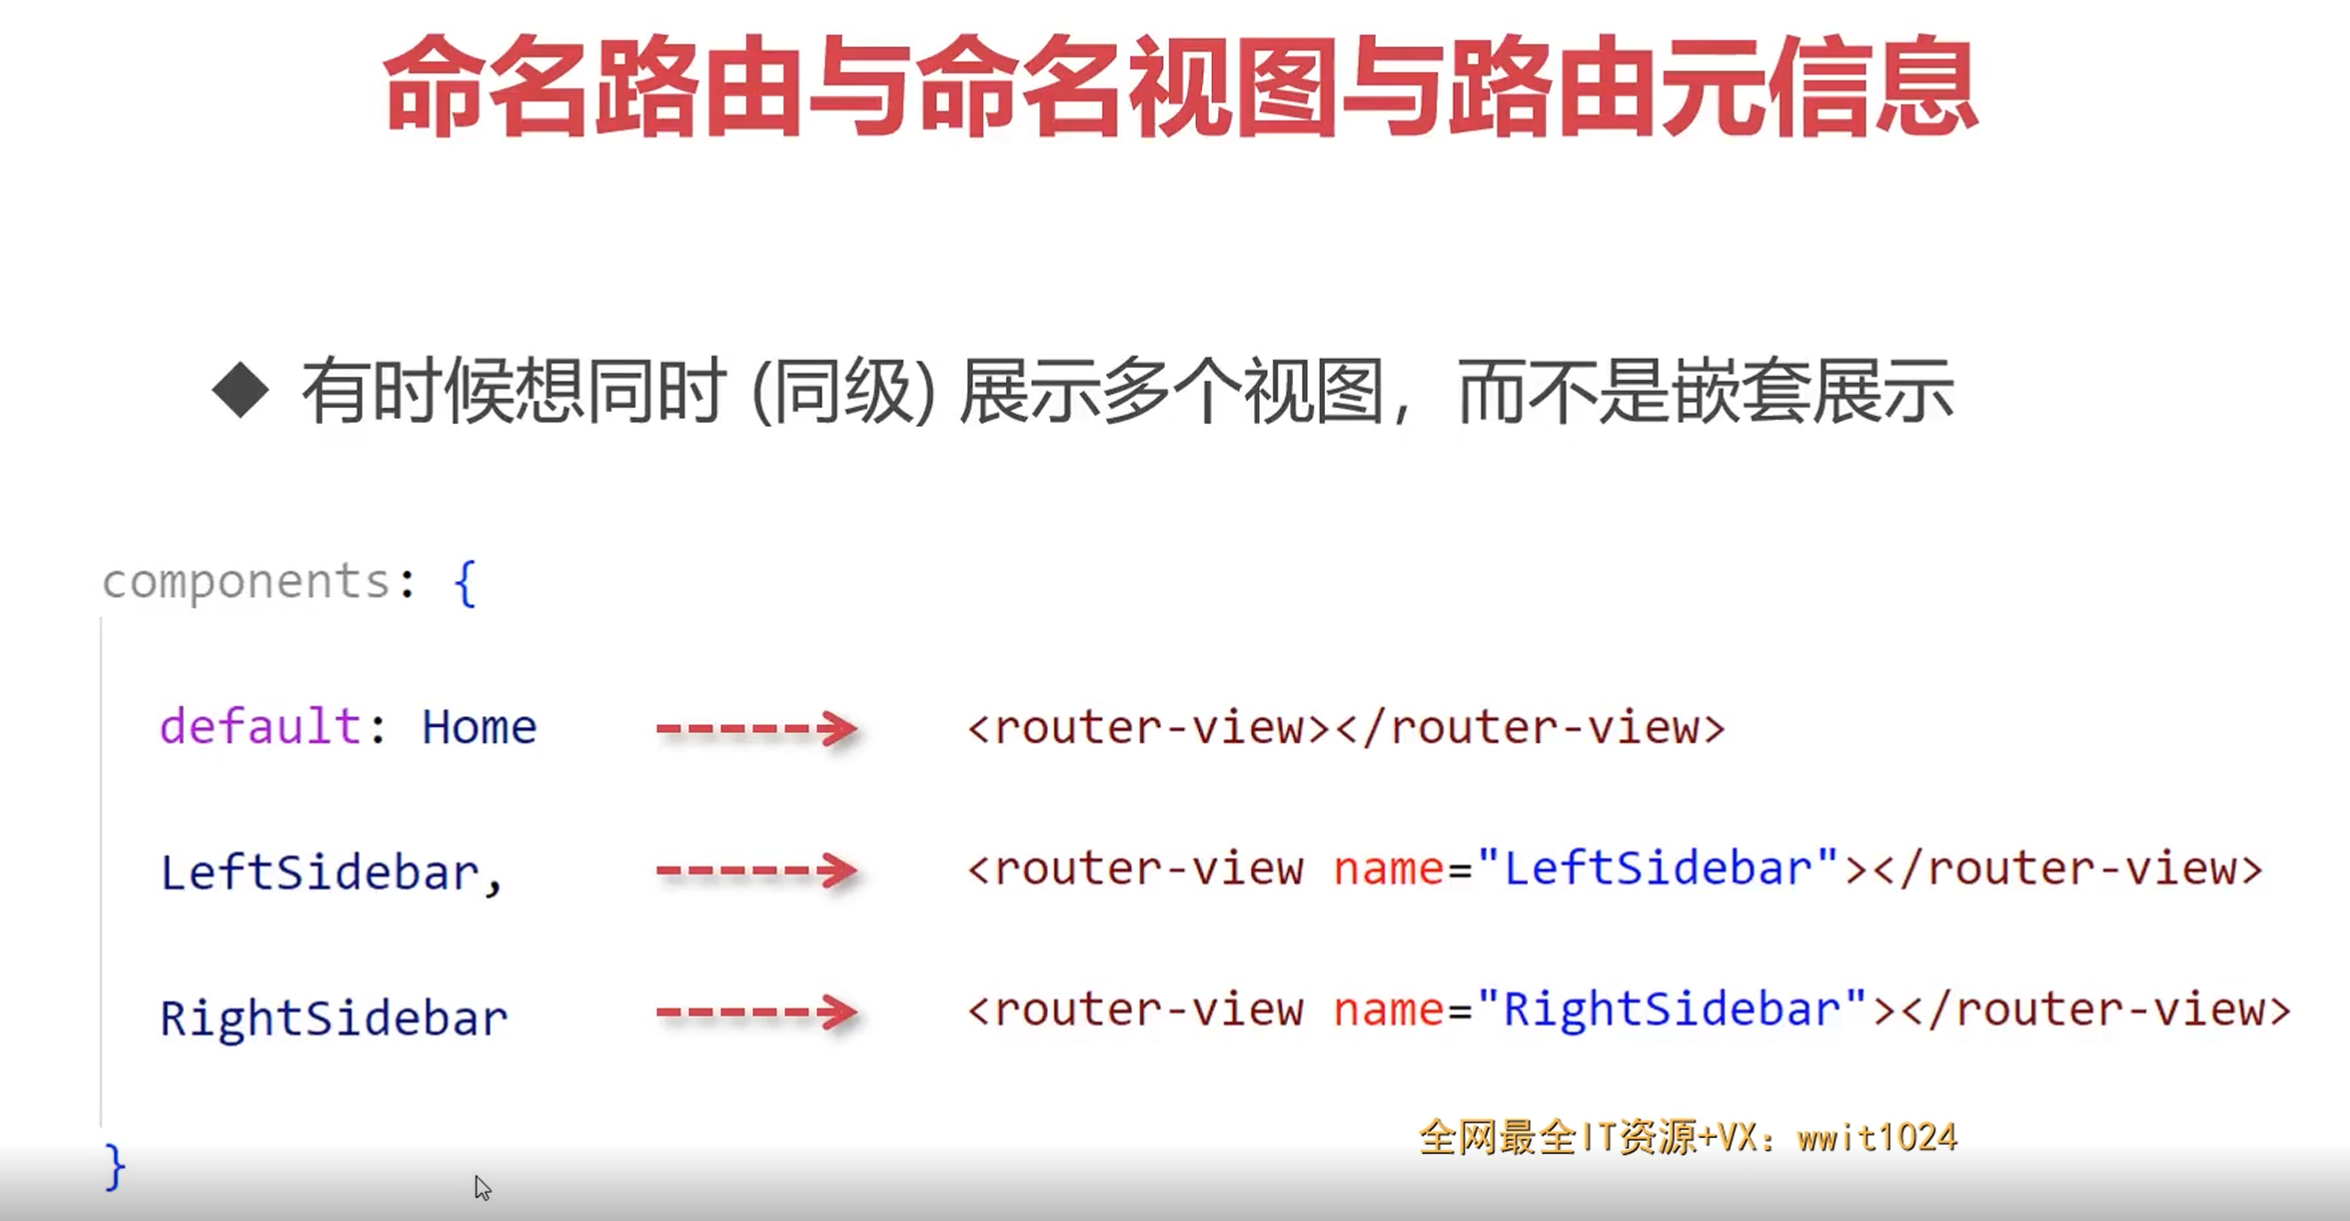 命名路由与命名视图与路由元信息
◆ 有时候想同时 (同级) 展示多个视图，而不是嵌套展示
components: {
default: Home
<router-view></router-view>
LeftSidebar,
<router-view name="LeftSidebar"></router-view>
RightSidebar
<router-view name="RightSidebar"></router-view>
}
全网最全IT资源+VX：wwit1024